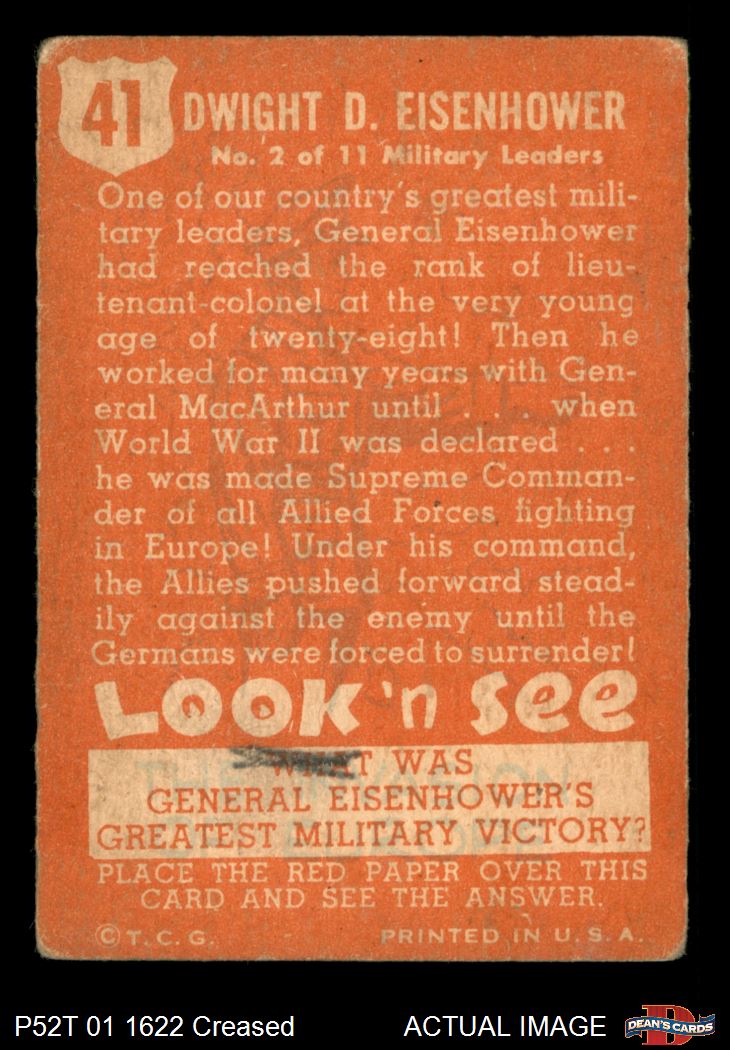 41
DWIGHT D. EISENHOWER
No. 2 of 11 Military Leaders
One of our country's greatest mili-
tary leaders, General Eisenhower
had reached the rank of lieu-
tenant-colonel at the very young
age of twenty-eight! Then he
worked for many years with Gen-
eral MacArthur until . . . when
World War II was declared . . .
he was made Supreme Comman-
der of all Allied Forces fighting
in Europe! Under his command,
the Allies pushed forward stead-
ily against the enemy until the
Germans were forced to surrender!
LOOK 'n See
WHAT WAS
GENERAL EISENHOWER'S
GREATEST MILITARY VICTORY?
PLACE THE RED PAPER OVER THIS
CARD AND SEE THE ANSWER.
© T. C. G. PRINTED IN U. S. A.
P52T 01 1622 Creased ACTUAL IMAGE DEAN'S CARDS